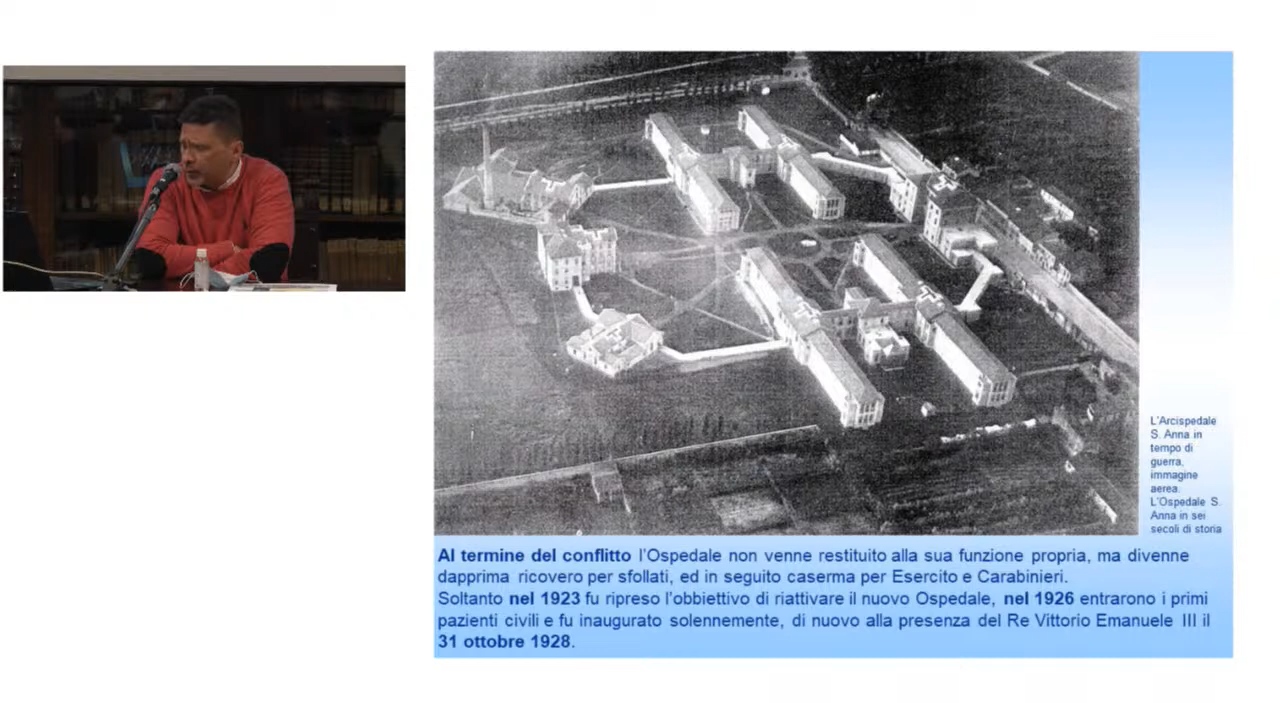 L'Arcispedale
S. Anna in
tempo di
guerra,
immagine
aerea.
L'Ospedale S.
Anna in sei
secoli di storia
Al termine del conflitto l'Ospedale non venne restituito alla sua funzione propria, ma divenne
dapprima ricovero per sfollati, ed in seguito caserma per Esercito e Carabinieri.
Soltanto nel 1923 fu ripreso l'obbiettivo di riattivare il nuovo Ospedale, nel 1926 entrarono i primi
pazienti civili e fu inaugurato solennemente, di nuovo alla presenza del Re Vittorio Emanuele III il
31 ottobre 1928.